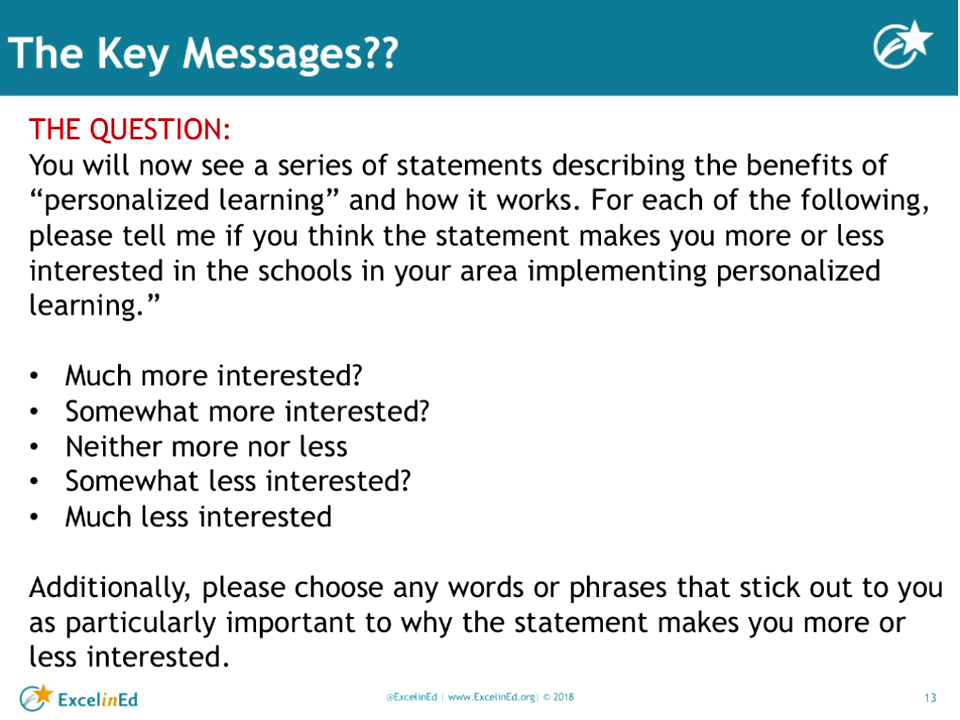 The Key Messages??
THE QUESTION:
You will now see a series of statements describing the benefits of
“personalized learning” and how it works. For each of the following,
please tell me if you think the statement makes you more or less
interested in the schools in your area implementing personalized
learning.”
• Much more interested?
• Somewhat more interested?
• Neither more nor less
• Somewhat less interested?
• Much less interested
Additionally, please choose any words or phrases that stick out to you
as particularly important to why the statement makes you more or
less interested.
ExcelinEd
@ExcelinEd | www.ExcelinEd.org| © 2018
13